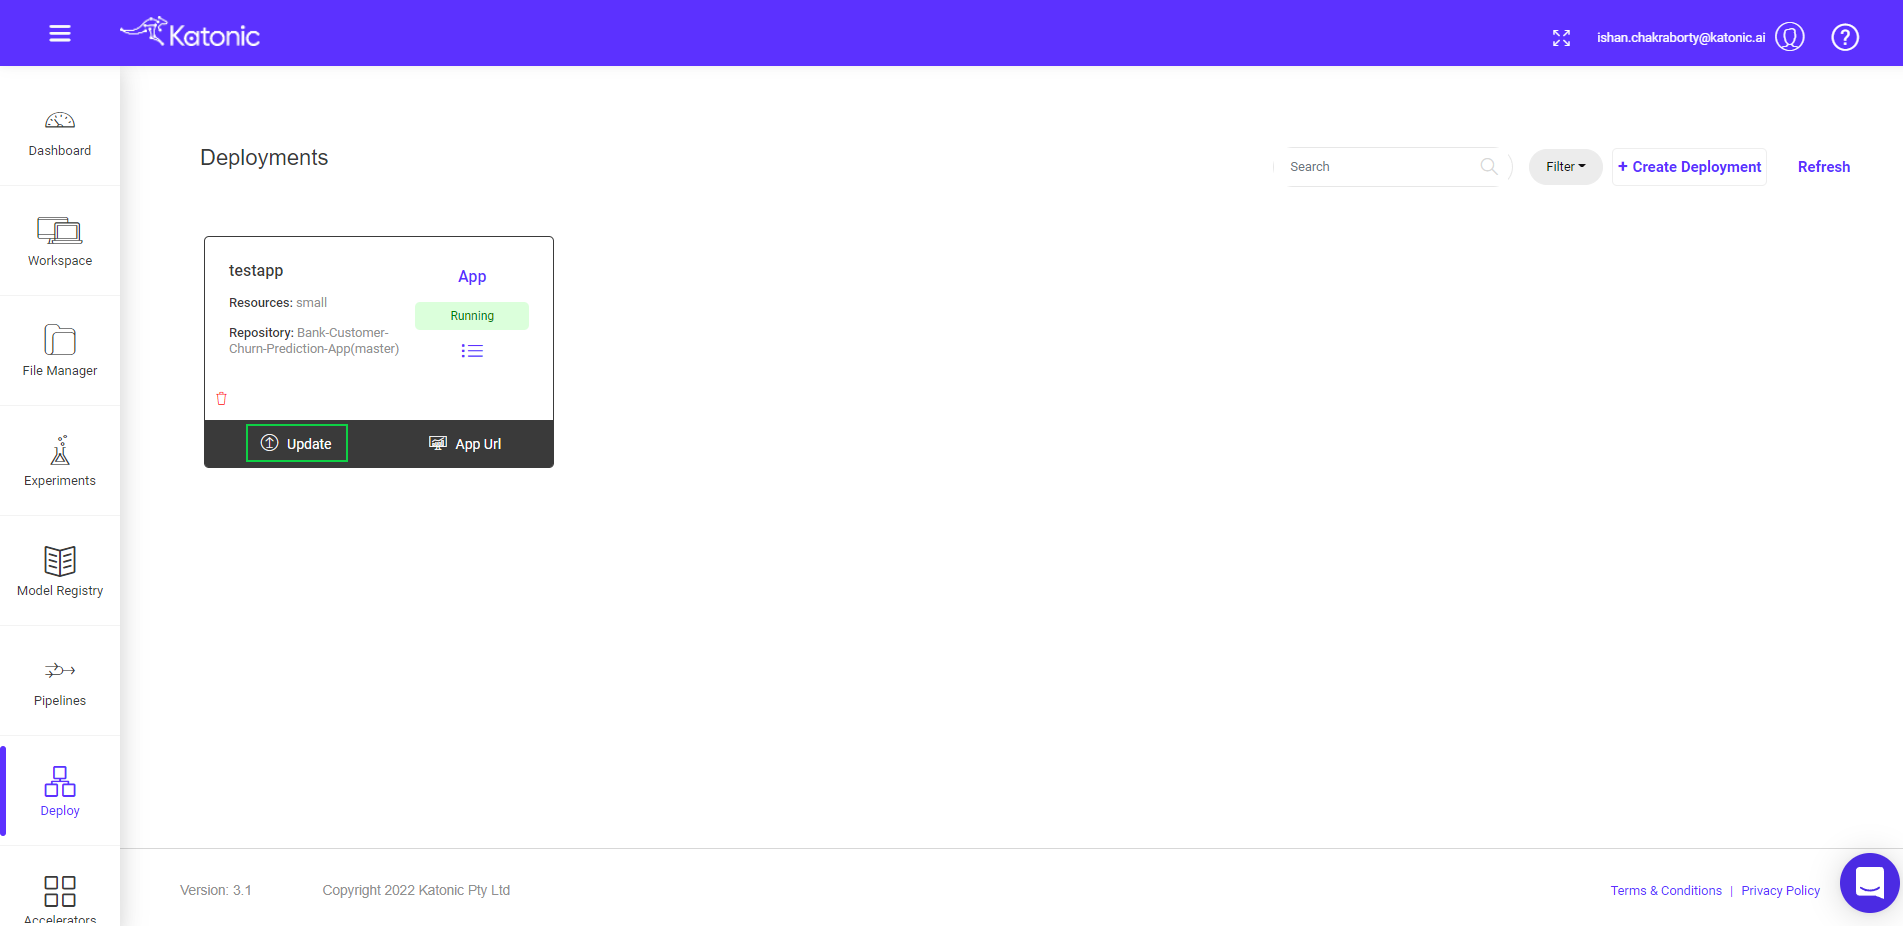 Katonic
ishan.chakraborty@katonic.ai
?
Dashboard
Workspace
File Manager
Experiments
Model Registry
Pipelines
Deploy
Accelerators
Deployments
Search
Filter
+ Create Deployment
Refresh
testapp
App
Resources: small
Running
Repository: Bank-Customer-
Churn-Prediction-App(master)
Update
App Url
Version: 3.1
Copyright 2022 Katonic Pty Ltd
Terms & Conditions | Privacy Policy